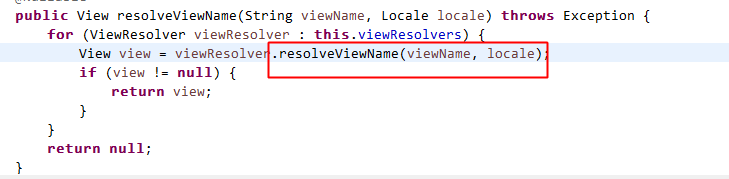 public View resolveViewName(String viewName, Locale locale) throws Exception {
for (ViewResolver viewResolver : this.viewResolvers) {
View view = viewResolver.resolveViewName(viewName, locale);
if (view != null) {
return view;
}
}
return null;
}